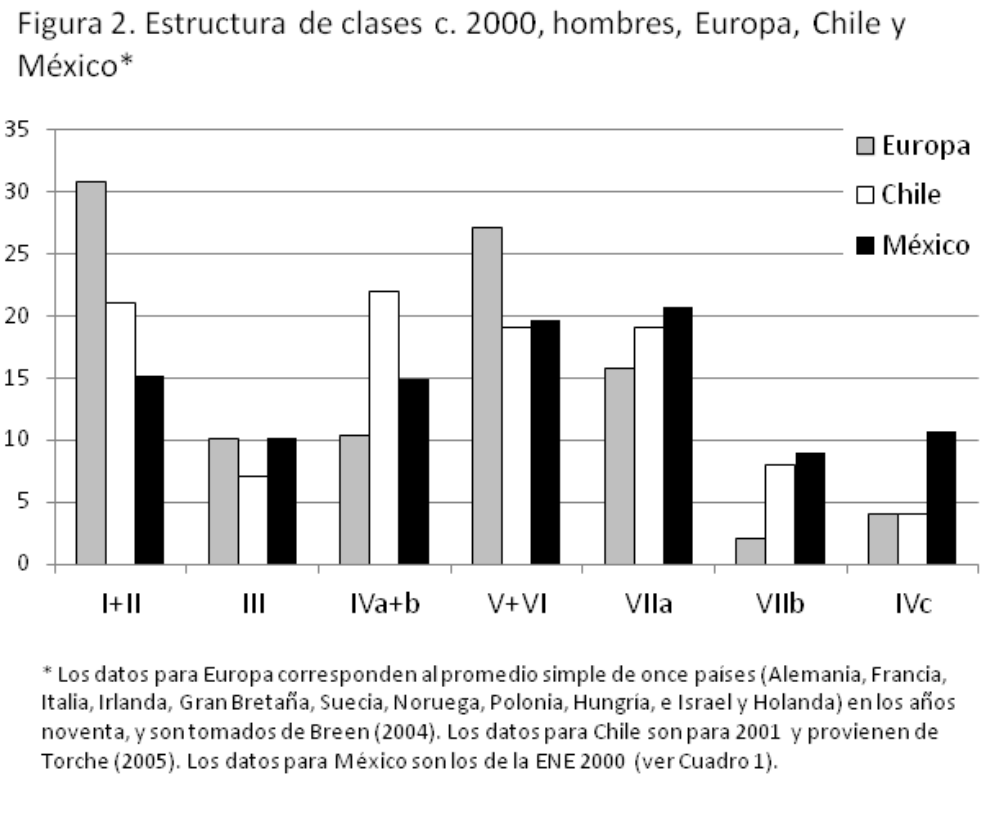 Figura 2. Estructura de clases c. 2000, hombres, Europa, Chile y
México*
35
30
25
20
15
10
5
0
Europa
Chile
México
I+II III IVa+b V+VI VIIa VIIb IVc
* Los datos para Europa corresponden al promedio simple de once países (Alemania, Francia,
Italia, Irlanda, Gran Bretaña, Suecia, Noruega, Polonia, Hungría, e Israel y Holanda) en los años
noventa, y son tomados de Breen (2004). Los datos para Chile son para 2001 y provienen de
Torche (2005). Los datos para México son los de la ENE 2000 (ver Cuadro 1).